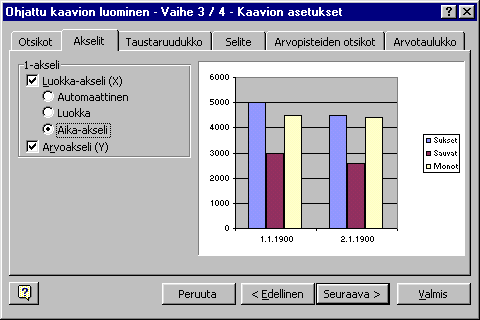 Ohjattu kaavion luominen - Vaihe 3 / 4 - Kaavion asetukset
Otsikot Akselit Taustaruudukko Selite Arvopisteiden otsikot Arvotaulukko
1-akseli
Luokka-akseli (X)
Automaattinen
Luokka
Aika-akseli
Arvoakseli (Y)
6000
5000
4000
3000
2000
1000
0
1.1.1900 2.1.1900
Sukset
Sauvat
Monot
Peruuta < Edellinen Seuraava > Valmis